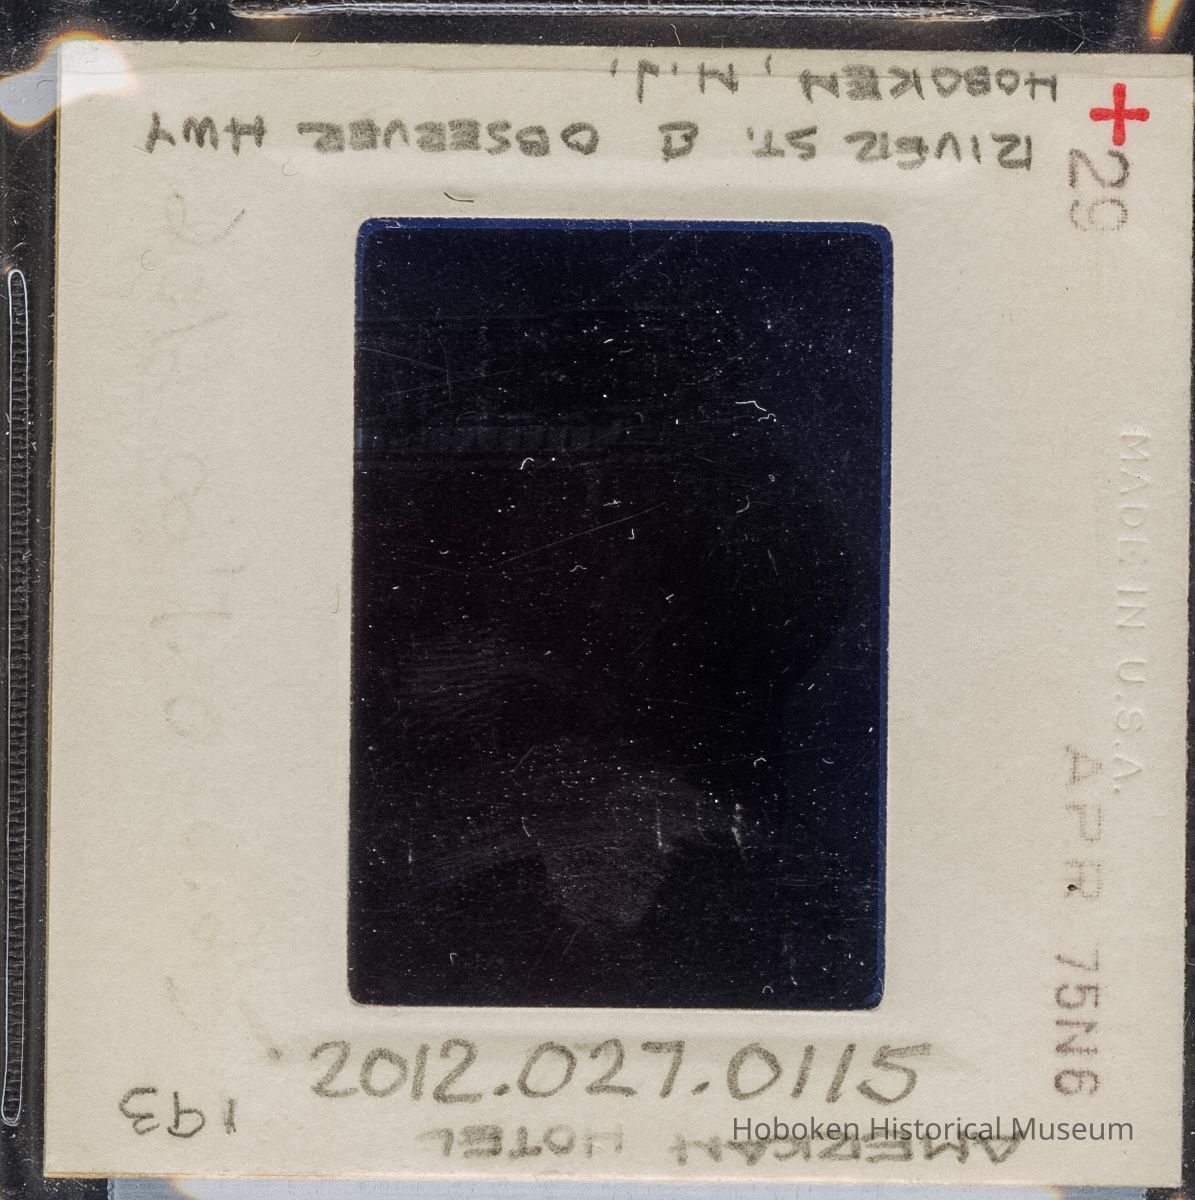 HOBOKEN, N.J.
RIVER ST. & OBSERVER HWY
+29
MADE IN U.S.A.
APR 75N6
2012.027.0115
193
AMERICAN HOTEL
Hoboken Historical Museum